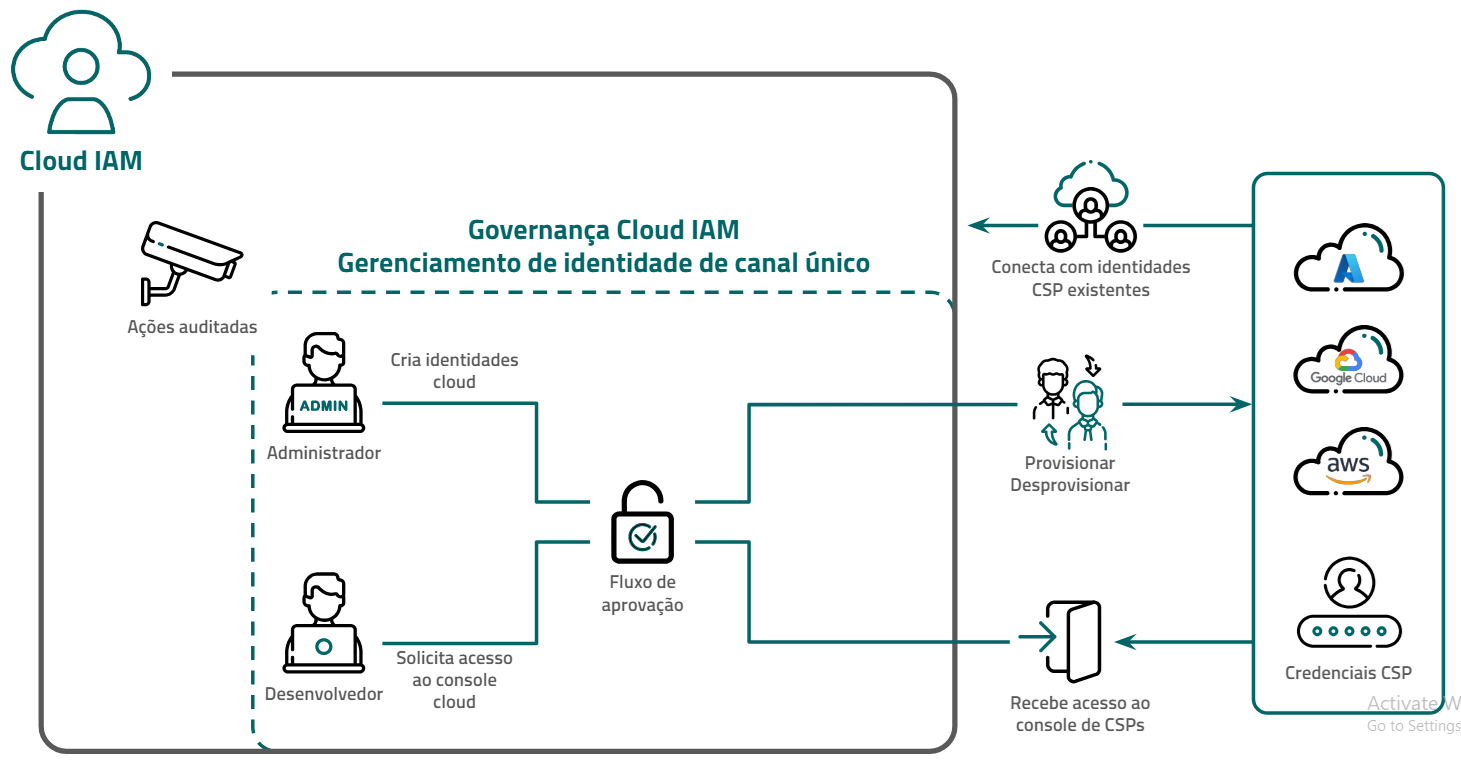 Cloud IAM
Governança Cloud IAM
Gerenciamento de identidade de canal único
Ações auditadas
ADMIN
Administrador
Cria identidades
cloud
Desenvolvedor
Solicita acesso
ao console
cloud
Fluxo de
aprovação
Conecta com identidades
CSP existentes
Provisionar
Desprovisionar
Recebe acesso ao
console de CSPs
Google Cloud
aws
Credenciais CSP
Activate W
Go to Settings